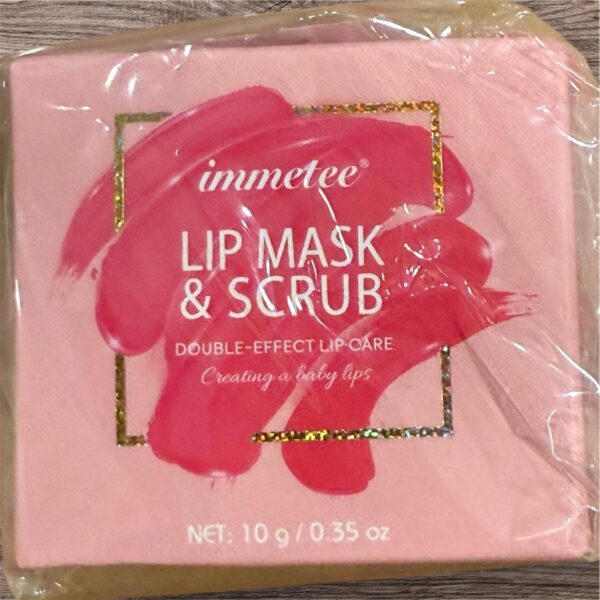 immetee®
LIP MASK
& SCRUB
DOUBLE-EFFECT LIP CARE
Creating a baby lips
NET: 10 g / 0.35 oz